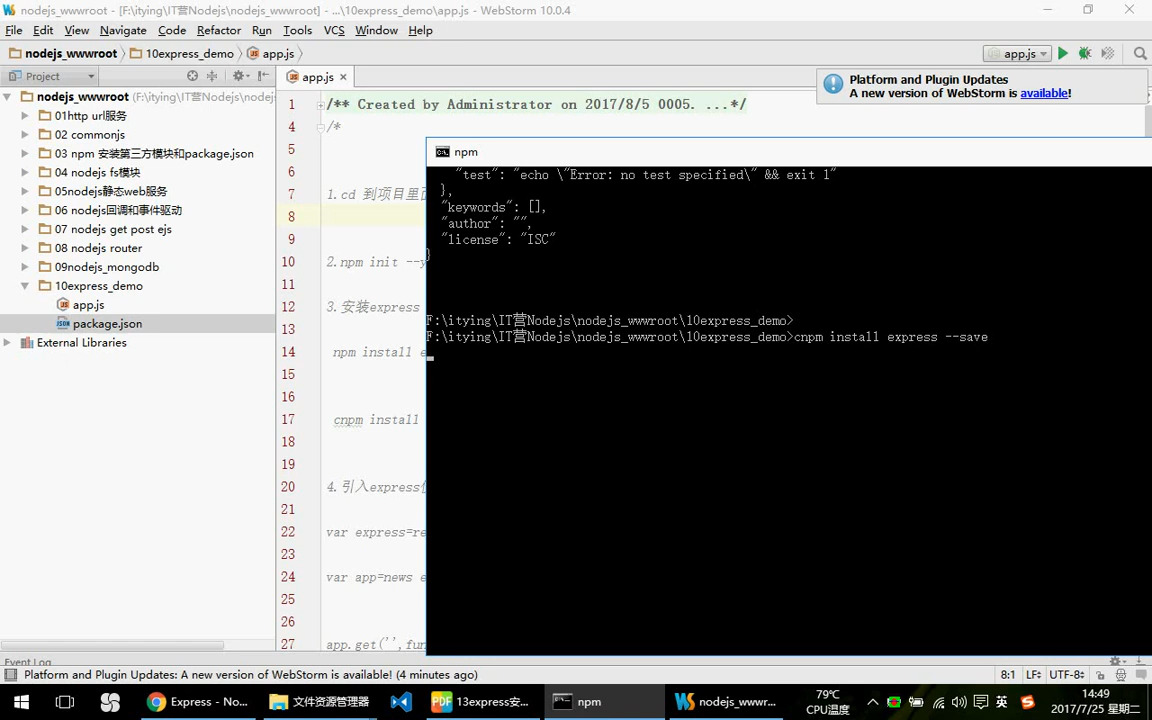 nodejs_wwwroot - [F:\itying\IT营Nodejs\nodejs_wwwroot] - ...\10express_demo\app.js - WebStorm 10.0.4
File Edit View Navigate Code Refactor Run Tools VCS Window Help
nodejs_wwwroot 10express_demo app.js app.js
Project app.js
Platform and Plugin Updates
A new version of WebStorm is available!
nodejs_wwwroot (F:\itying\IT营Nodejs\nodejs
01http url服务
02 commonjs
03 npm 安装第三方模块和package.json
04 nodejs fs模块
05nodejs静态web服务
06 nodejs回调和事件驱动
07 nodejs get post ejs
08 nodejs router
09nodejs_mongodb
10express_demo
app.js
package.json
External Libraries
1 /** Created by Administrator on 2017/8/5 0005. ...*/
4 /*
5
6
7 1.cd 到项目里面
8
9
10 2.npm init --y
11
12 3.安装express
13
14 npm install e
15
16
17 cnpm install
18
19
20 4.引入express
21
22 var express=re
23
24 var app=news e
25
26
27 app.get('',fun
npm
"test": "echo \"Error: no test specified\" && exit 1"
},
"keywords": [],
"author": "",
"license": "ISC"
}
F:\itying\IT营Nodejs\nodejs_wwwroot\10express_demo>
F:\itying\IT营Nodejs\nodejs_wwwroot\10express_demo>cnpm install express --save
Event Log
Platform and Plugin Updates: A new version of WebStorm is available! (4 minutes ago) 8:1 LF÷ UTF-8÷
Express - No... 文件资源管理器 13express安... npm nodejs_wwwr...
79℃
CPU温度
英
14:49
2017/7/25 星期二